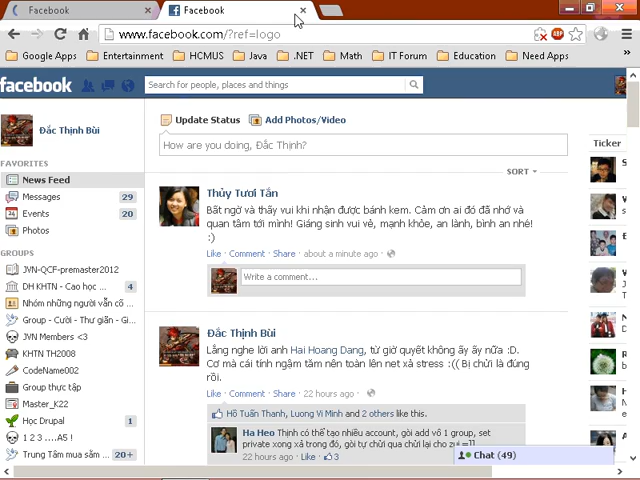 Facebook
Facebook
www.facebook.com/?ref=logo
Google Apps
Entertainment
HCMUS
Java
.NET
Math
IT Forum
Education
Need Apps
facebook
Search for people, places and things
Đắc Thịnh Bùi
FAVORITES
News Feed
Messages 29
Events 20
Photos
GROUPS
JVN-QCF-premaster2012
DH KHTN - Cao học ... 4
Nhóm những người vẫn cố ...
Group - Cười - Thư giãn - Gi...
JVN Members <3
KHTN TH2008
CodeName002
Group thực tập
Master_K22
Học Drupal 1
1 2 3 ....A5 !
Trung Tâm mua sắm ... 20+
Update Status
Add Photos/Video
How are you doing, Đắc Thịnh?
SORT
Thủy Tươi Tắn
Bất ngờ và thấy vui khi nhận được bánh kem. Cảm ơn ai đó đã nhớ và
quan tâm tới mình! Giáng sinh vui vẻ, mạnh khỏe, an lành, bình an nhé!
:)
Like · Comment · Share · about a minute ago ·
Write a comment...
Đắc Thịnh Bùi
Lắng nghe lời anh Hai Hoang Dang, từ giờ quyết không ấy ấy nữa :D.
Cơ mà cái tính ngậm tăm nên toàn lên net xả stress :(( Bị chửi là đúng
rồi.
Like · Comment · Share · 22 hours ago ·
Hồ Tuấn Thanh, Luong Vi Minh and 2 others like this.
Ha Heo Thịnh có thể tạo nhiều account, gòi add vô 1 group, set
private xong xả trong đó, gòi tự chửi qua chửi lại cho
22 hours ago · Like · 3
Ticker
Chat (49)